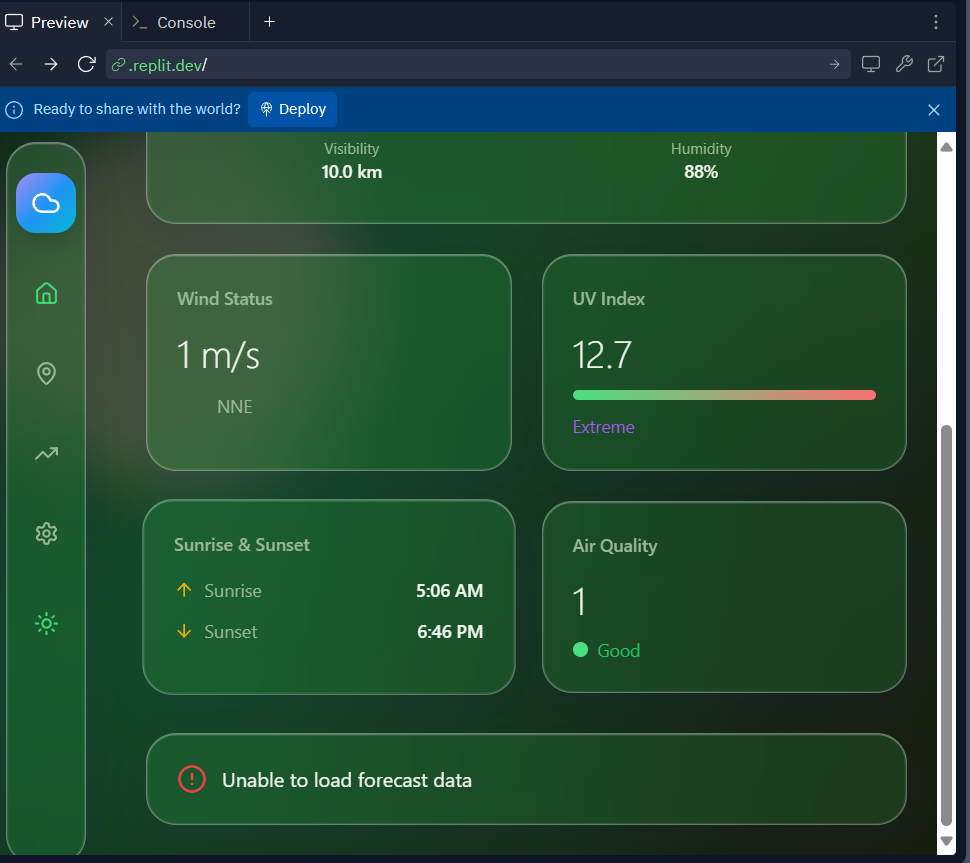 Preview
Console
.replit.dev/
Ready to share with the world?
Deploy
Visibility
10.0 km
Humidity
88%
Wind Status
1 m/s
NNE
UV Index
12.7
Extreme
Sunrise & Sunset
Sunrise
5:06 AM
Sunset
6:46 PM
Air Quality
1
Good
Unable to load forecast data